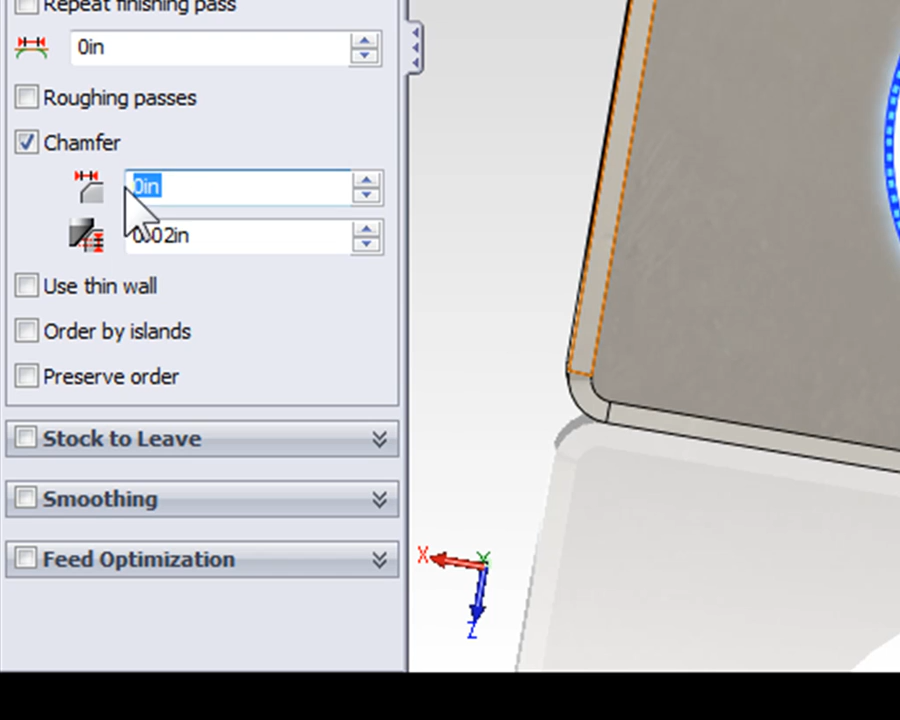 Repeat finishing pass
0in
Roughing passes
Chamfer
0in
0.02in
Use thin wall
Order by islands
Preserve order
Stock to Leave
Smoothing
Feed Optimization
X
Y
Z